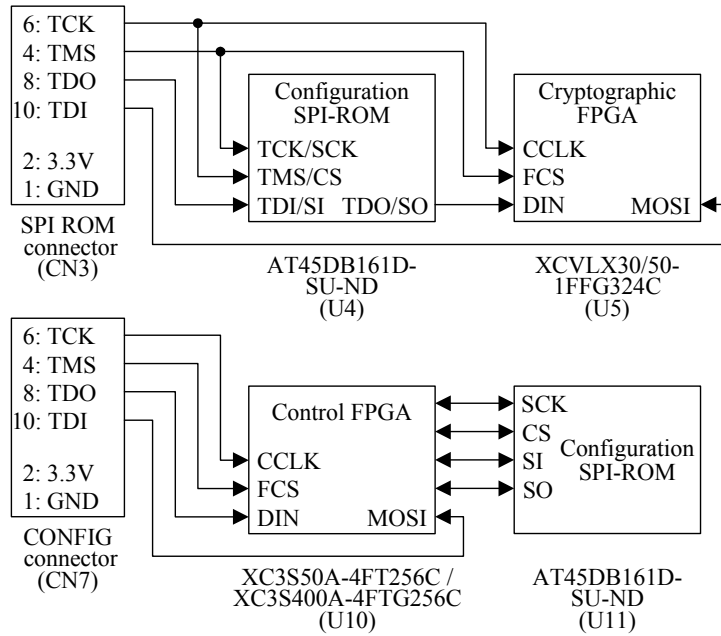 6: TCK
4: TMS
8: TDO
10: TDI
2: 3.3V
1: GND
SPI ROM
connector
(CN3)
Configuration
SPI-ROM
TCK/SCK
TMS/CS
TDI/SI TDO/SO
AT45DB161D-
SU-ND
(U4)
Cryptographic
FPGA
CCLK
FCS
DIN MOSI
XCVLX30/50-
1FFG324C
(U5)
6: TCK
4: TMS
8: TDO
10: TDI
2: 3.3V
1: GND
CONFIG
connector
(CN7)
Control FPGA
CCLK
FCS
DIN MOSI
XC3S50A-4FT256C /
XC3S400A-4FTG256C
(U10)
SCK
CS
SI
SO
Configuration
SPI-ROM
AT45DB161D-
SU-ND
(U11)